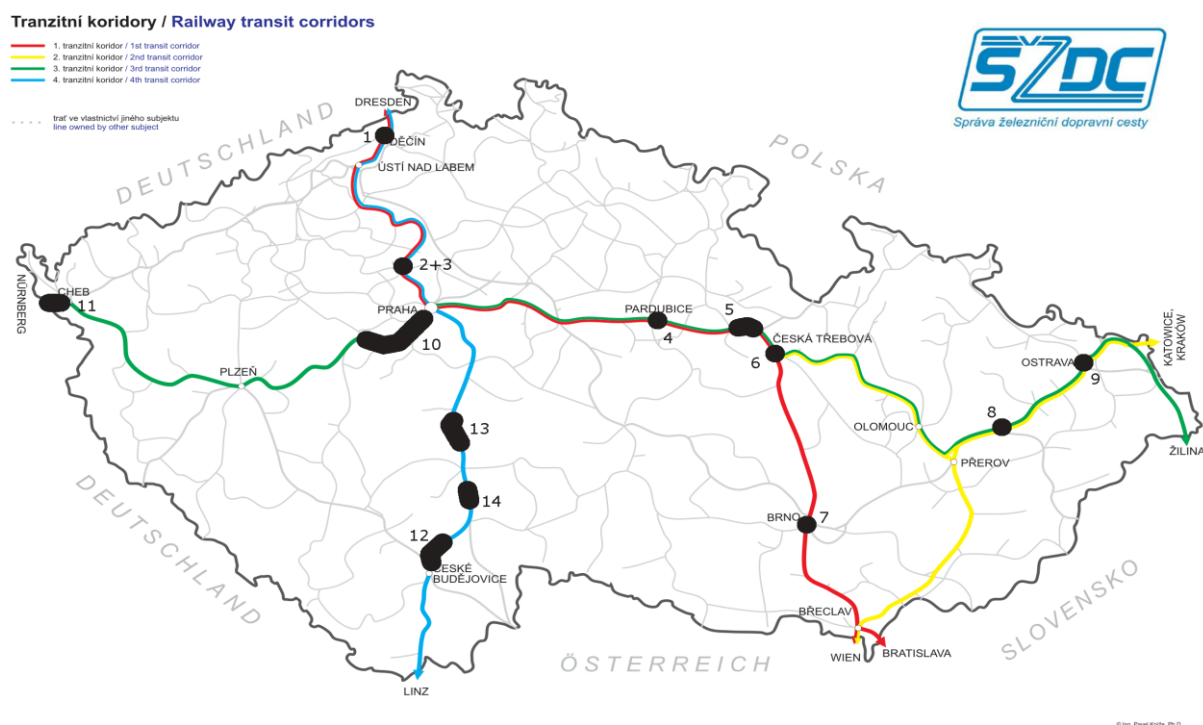 Tranzitní koridory / Railway transit corridors
1. tranzitní koridor / 1st transit corridor
2. tranzitní koridor / 2nd transit corridor
3. tranzitní koridor / 3rd transit corridor
4. tranzitní koridor / 4th transit corridor
trať ve vlastnictví jiného subjektu
line owned by other subject
SŽDC
Správa železniční dopravní cesty
DRESDEN
DEUTSCHLAND
1
DĚČÍN
ÚSTÍ NAD LABEM
POLSKA
2+3
NÜRNBERG
CHEB
11
PRAHA
10
PARDUBICE
4
5
ČESKÁ TŘEBOVÁ
6
KATOWICE,
KRAKÓW
OSTRAVA
9
PLZEŇ
13
OLOMOUC
8
ŽILINA
PŘEROV
DEUTSCHLAND
14
BRNO
7
12
ČESKÉ
BUDĚJOVICE
BŘECLAV
SLOVENSKO
WIEN
BRATISLAVA
ÖSTERREICH
LINZ